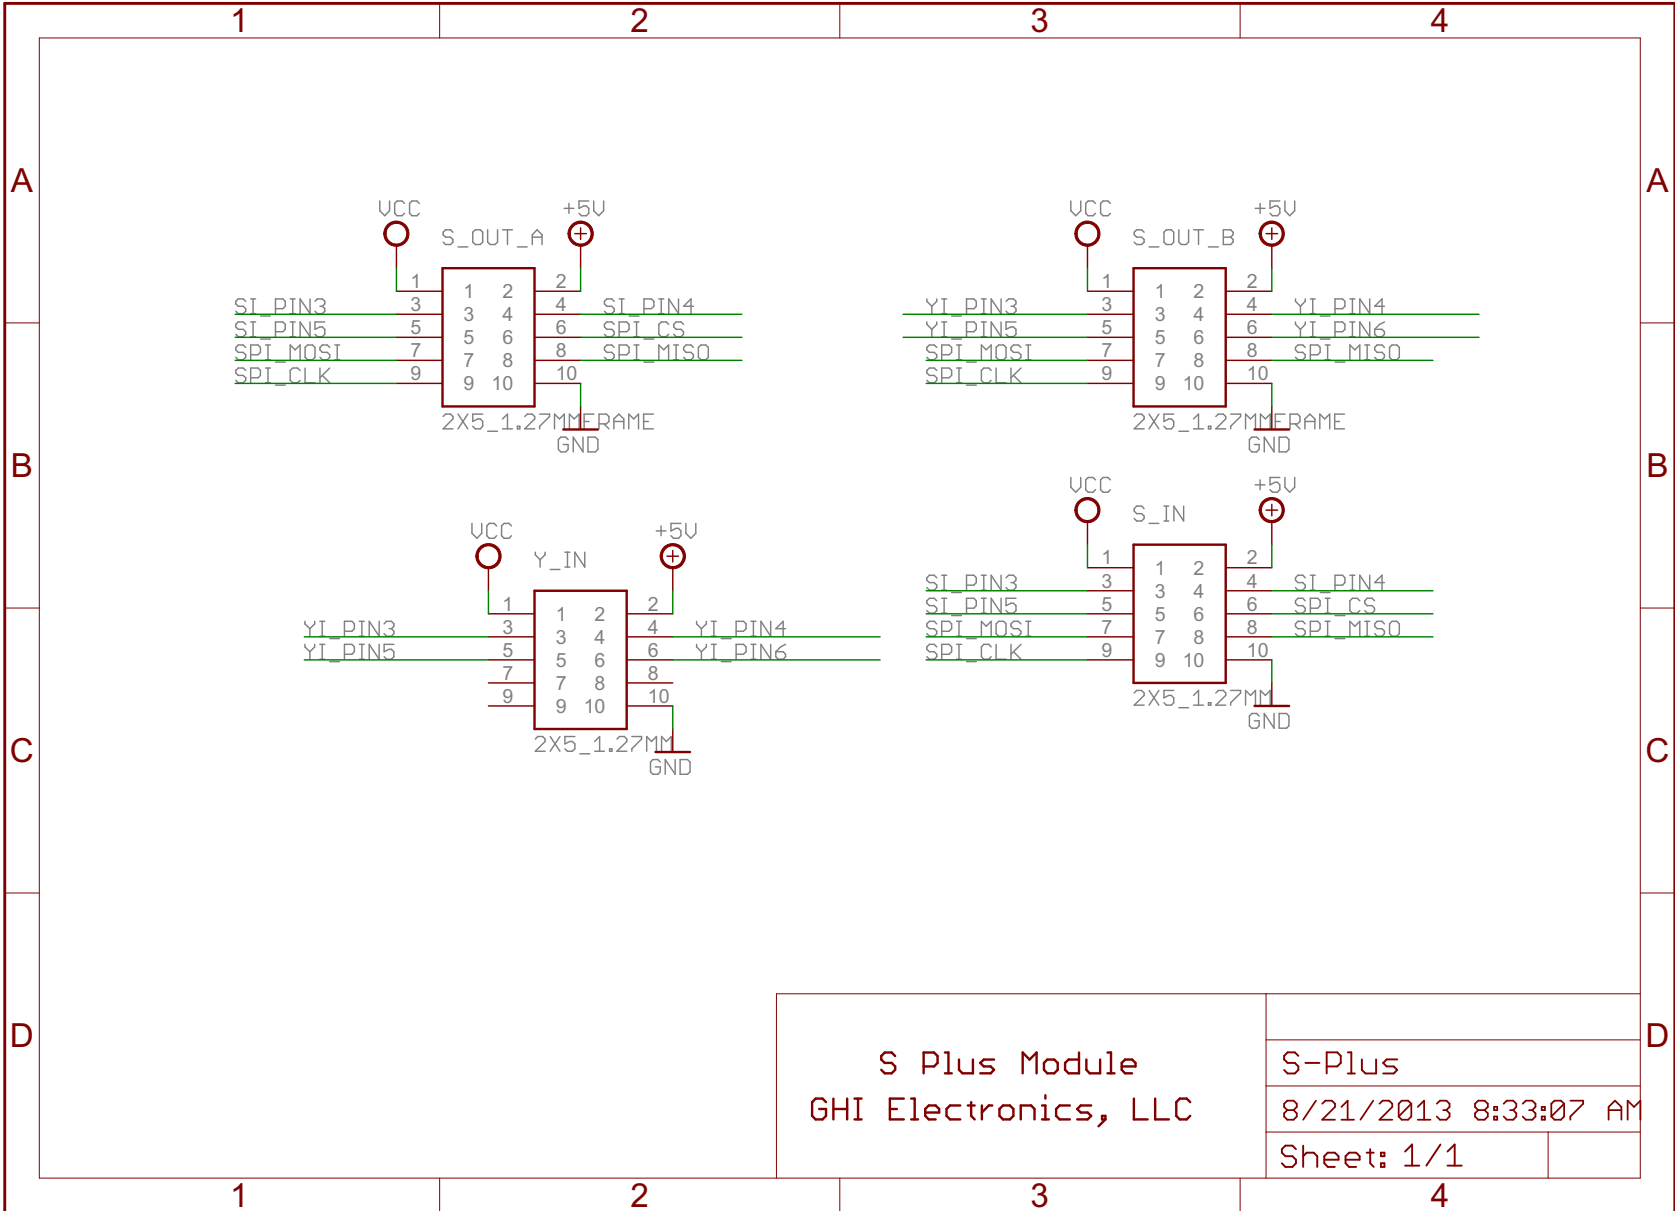 1 2 3 4
A A
VCC +5V
S_OUT_A
1 1 2 2
SI_PIN3 3 3 4 4 SI_PIN4
SI_PIN5 5 5 6 6 SPI_CS
SPI_MOSI 7 7 8 8 SPI_MISO
SPI_CLK 9 9 10 10
2X5_1.27MMFRAME
GND
VCC +5V
S_OUT_B
1 1 2 2
YI_PIN3 3 3 4 4 YI_PIN4
YI_PIN5 5 5 6 6 YI_PIN6
SPI_MOSI 7 7 8 8 SPI_MISO
SPI_CLK 9 9 10 10
2X5_1.27MMFRAME
GND
B B
VCC +5V
Y_IN
1 1 2 2
YI_PIN3 3 3 4 4 YI_PIN4
YI_PIN5 5 5 6 6 YI_PIN6
7 7 8 8
9 9 10 10
2X5_1.27MM
GND
VCC +5V
S_IN
1 1 2 2
SI_PIN3 3 3 4 4 SI_PIN4
SI_PIN5 5 5 6 6 SPI_CS
SPI_MOSI 7 7 8 8 SPI_MISO
SPI_CLK 9 9 10 10
2X5_1.27MM
GND
C C
D D
S Plus Module
GHI Electronics, LLC
S-Plus
8/21/2013 8:33:07 AM
Sheet: 1/1
1 2 3 4